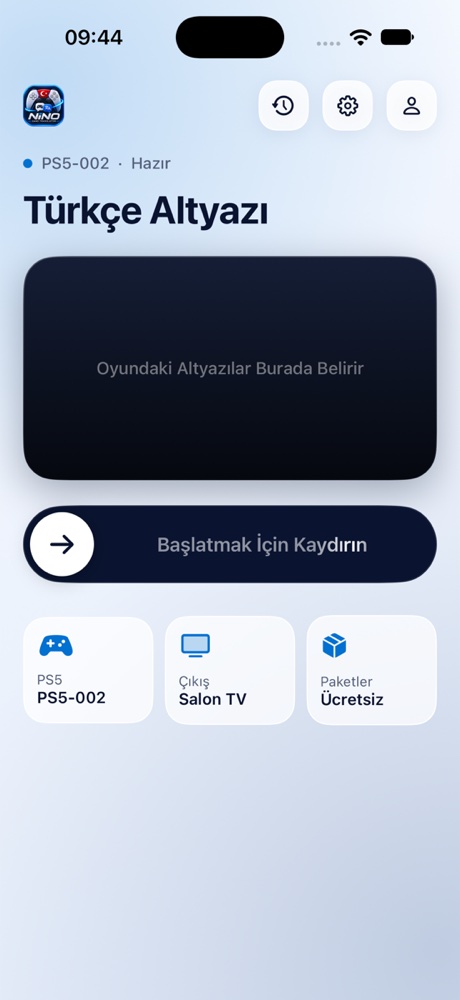 09:44
NiNO
PS5-002 · Hazır
Türkçe Altyazı
Oyundaki Altyazılar Burada Belirir
Başlatmak İçin Kaydırın
PS5
PS5-002
Çıkış
Salon TV
Paketler
Ücretsiz